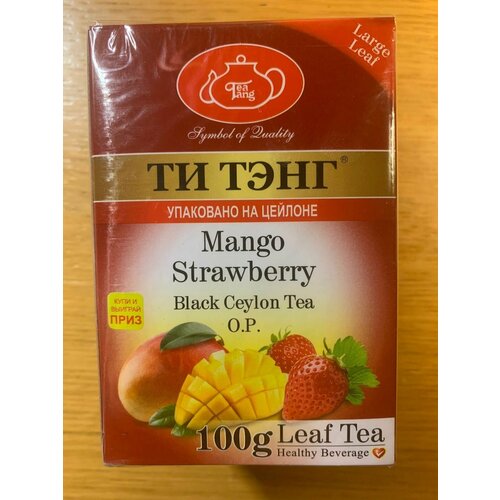 Large
Leaf
Tea
Tang
Symbol of Quality
ТИ ТЭНГ®
УПАКОВАНО НА ЦЕЙЛОНЕ
Mango
Strawberry
Black Ceylon Tea
O.P.
КУПИ И
ВЫИГРАЙ
ПРИЗ
100g Leaf Tea
Healthy Beverage